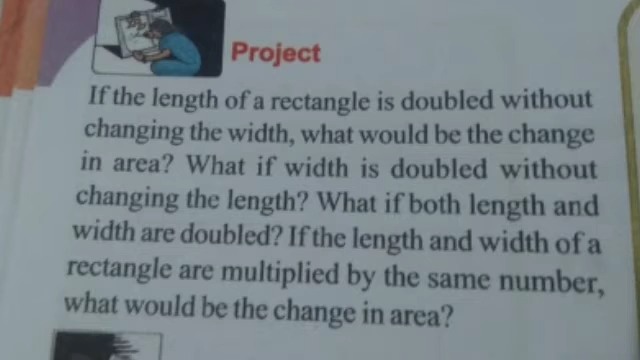 Project
If the length of a rectangle is doubled without
changing the width, what would be the change
in area? What if width is doubled without
changing the length? What if both length and
width are doubled? If the length and width of a
rectangle are multiplied by the same number,
what would be the change in area?